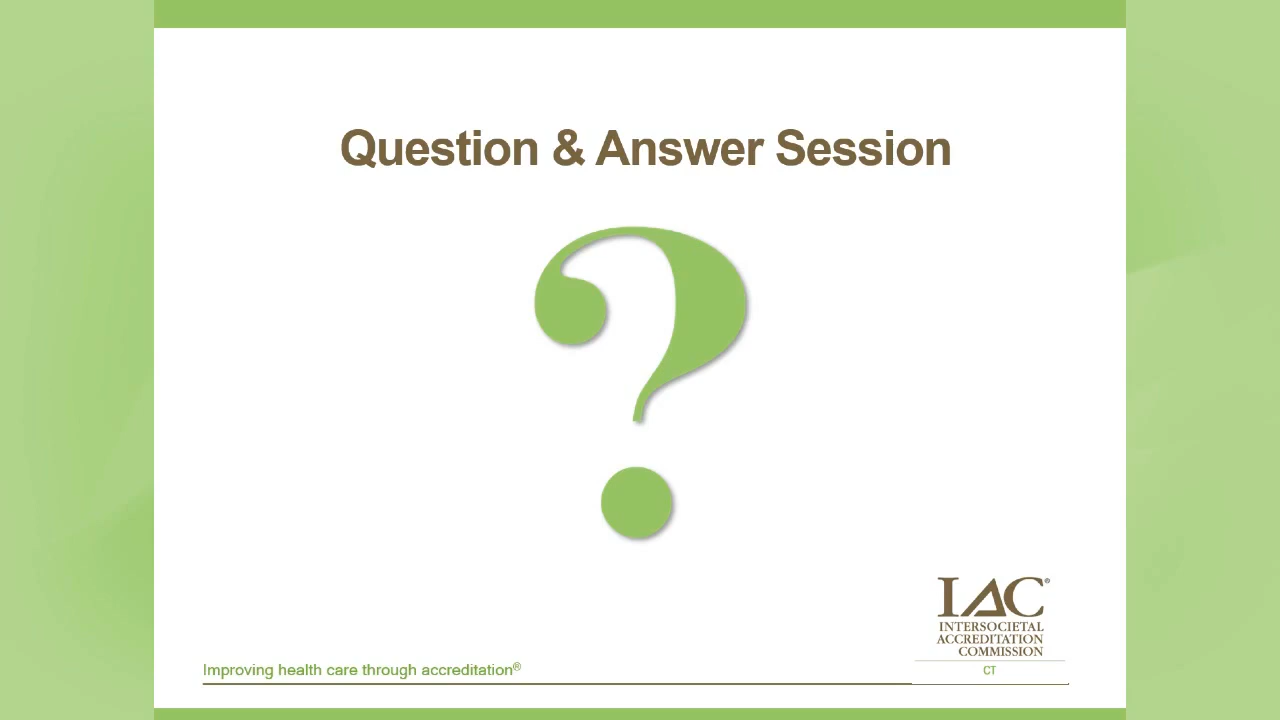 Question & Answer Session
?
IAC®
INTERSOCIETAL
ACCREDITATION
COMMISSION
Improving health care through accreditation®
CT